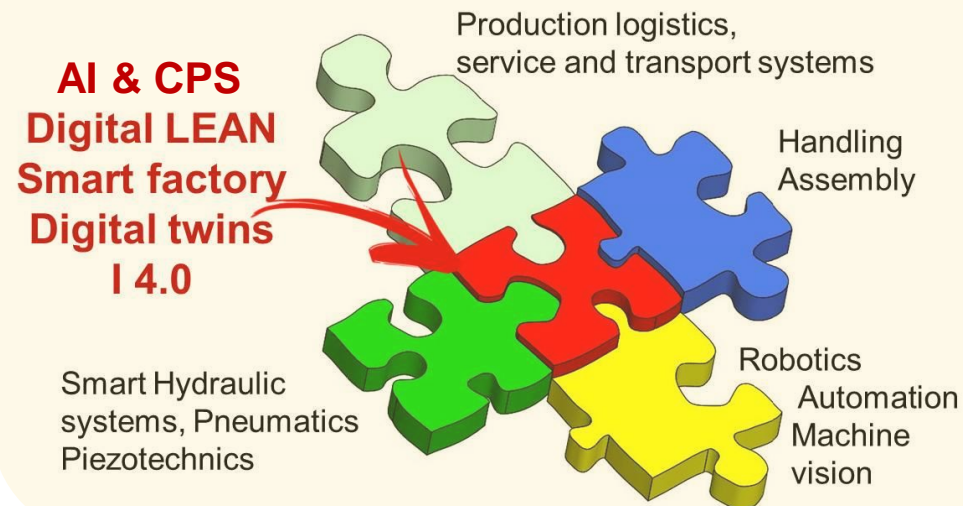 Production logistics,
service and transport systems
AI & CPS
Digital LEAN
Smart factory
Digital twins
I 4.0
Handling
Assembly
Smart Hydraulic
systems, Pneumatics
Piezotechnics
Robotics
Automation
Machine
vision